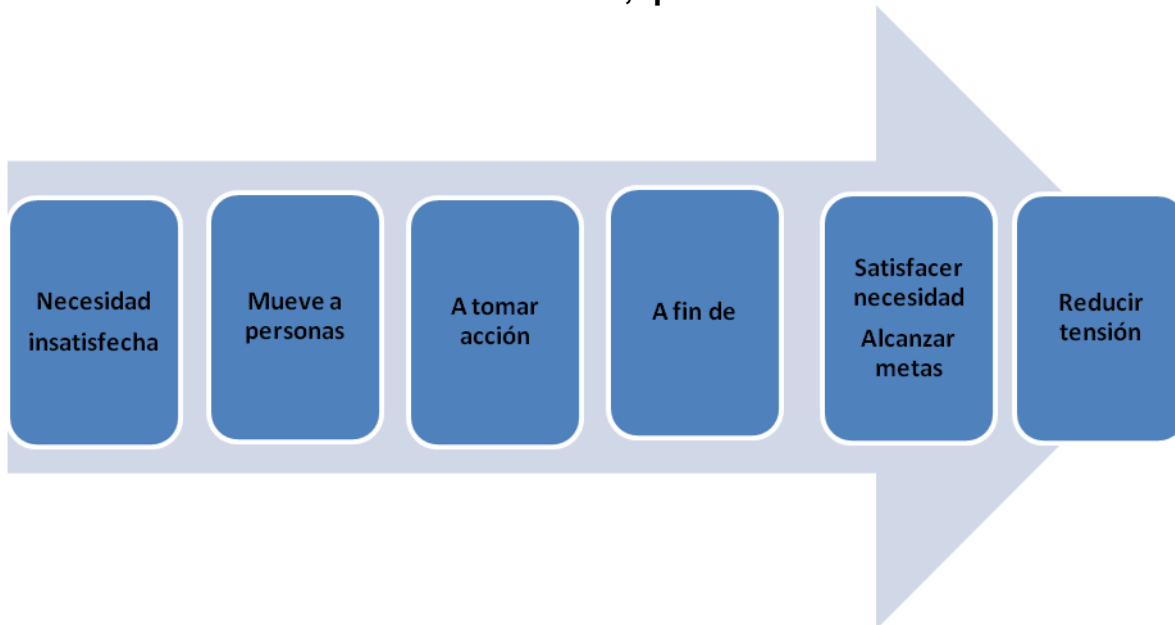 Necesidad
insatisfecha
Mueve a
personas
A tomar
acción
A fin de
Satisfacer
necesidad
Alcanzar
metas
Reducir
tensión